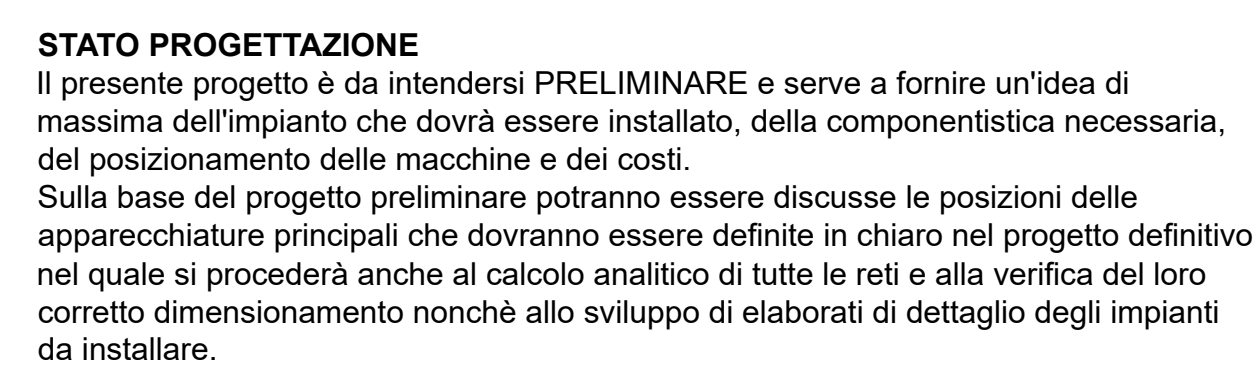 STATO PROGETTAZIONE
Il presente progetto è da intendersi PRELIMINARE e serve a fornire un'idea di
massima dell'impianto che dovrà essere installato, della componentistica necessaria,
del posizionamento delle macchine e dei costi.
Sulla base del progetto preliminare potranno essere discusse le posizioni delle
apparecchiature principali che dovranno essere definite in chiaro nel progetto definitivo
nel quale si procederà anche al calcolo analitico di tutte le reti e alla verifica del loro
corretto dimensionamento nonchè allo sviluppo di elaborati di dettaglio degli impianti
da installare.